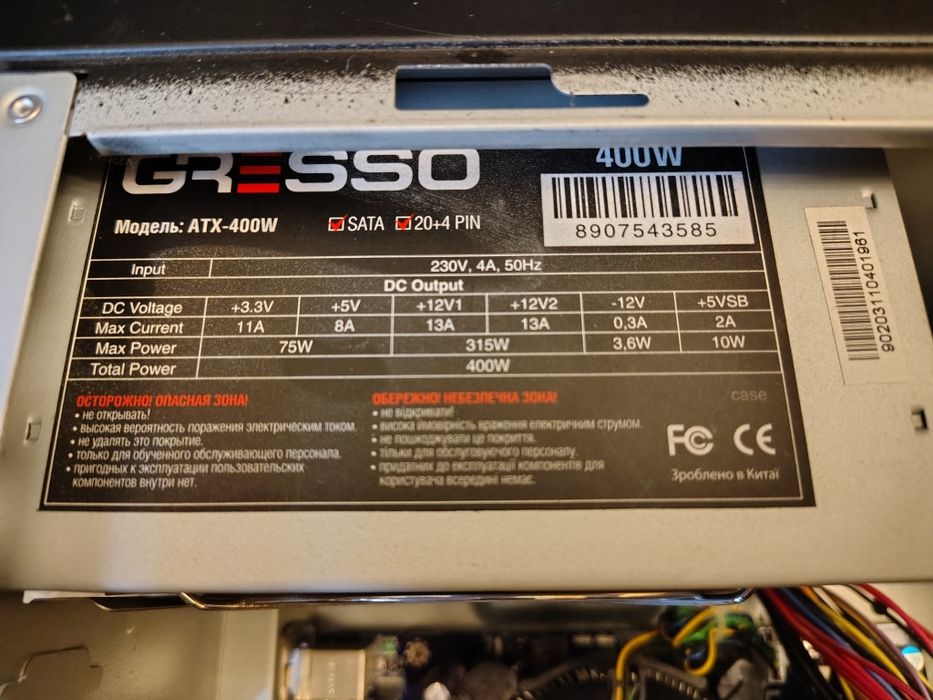 GRESSO
400W
Модель: ATX-400W SATA 20+4 PIN
8907543585
Input 230V, 4A, 50Hz
DC Output
DC Voltage +3.3V +5V +12V1 +12V2 -12V +5VSB
Max Current 11A 8A 13A 13A 0,3A 2A
Max Power 75W 315W 3,6W 10W
Total Power 400W
ОСТОРОЖНО! ОПАСНАЯ ЗОНА!
• не открывать!
• высокая вероятность поражения электрическим током.
• не удалять это покрытие.
• только для обученного обслуживающего персонала.
• пригодных к эксплуатации пользовательских
компонентов внутри нет.
ОБЕРЕЖНО! НЕБЕЗПЕЧНА ЗОНА!
• не відкривати!
• висока ймовірність враження електричним струмом.
• не пошкоджувати це покриття.
• тільки для обслуговуючого персоналу.
• придатних до експлуатації компонентів для
користувача всередині немає.
case
FC CE
Зроблено в Китаї
90203110401961